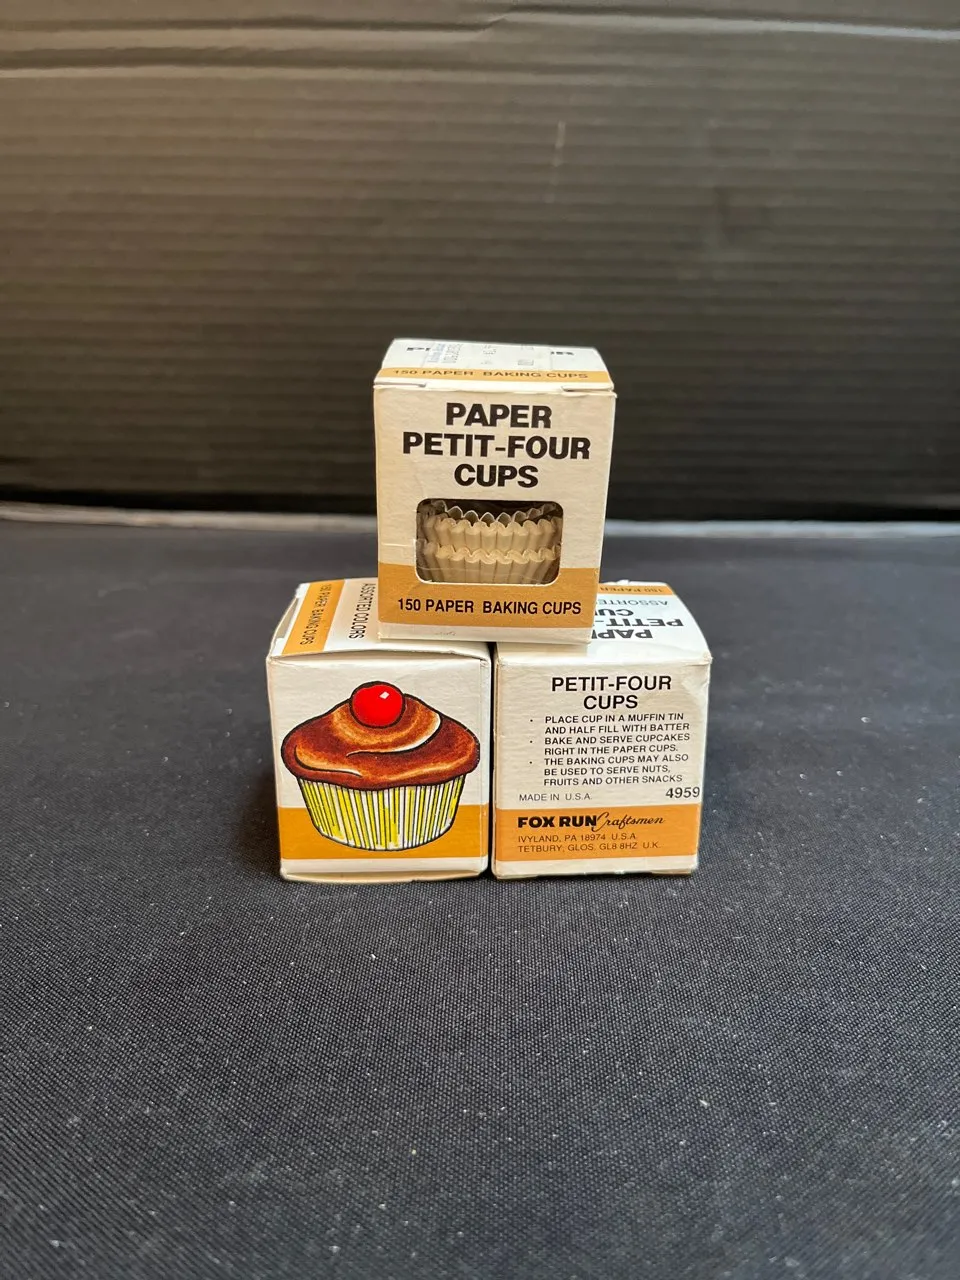 150 PAPER BAKING CUPS
PAPER
PETIT-FOUR
CUPS
150 PAPER BAKING CUPS
150 PAPER BAKING CUPS
ASSORTED COLORS
150 PAPER
PETIT-FOUR
CUPS
• PLACE CUP IN A MUFFIN TIN
AND HALF FILL WITH BATTER
• BAKE AND SERVE CUPCAKES
RIGHT IN THE PAPER CUPS.
• THE BAKING CUPS MAY ALSO
BE USED TO SERVE NUTS,
FRUITS AND OTHER SNACKS
MADE IN U.S.A.
4959
FOX RUN Craftsmen
IVYLAND, PA 18974 U.S.A.
TETBURY, GLOS. GL8 8HZ U.K.